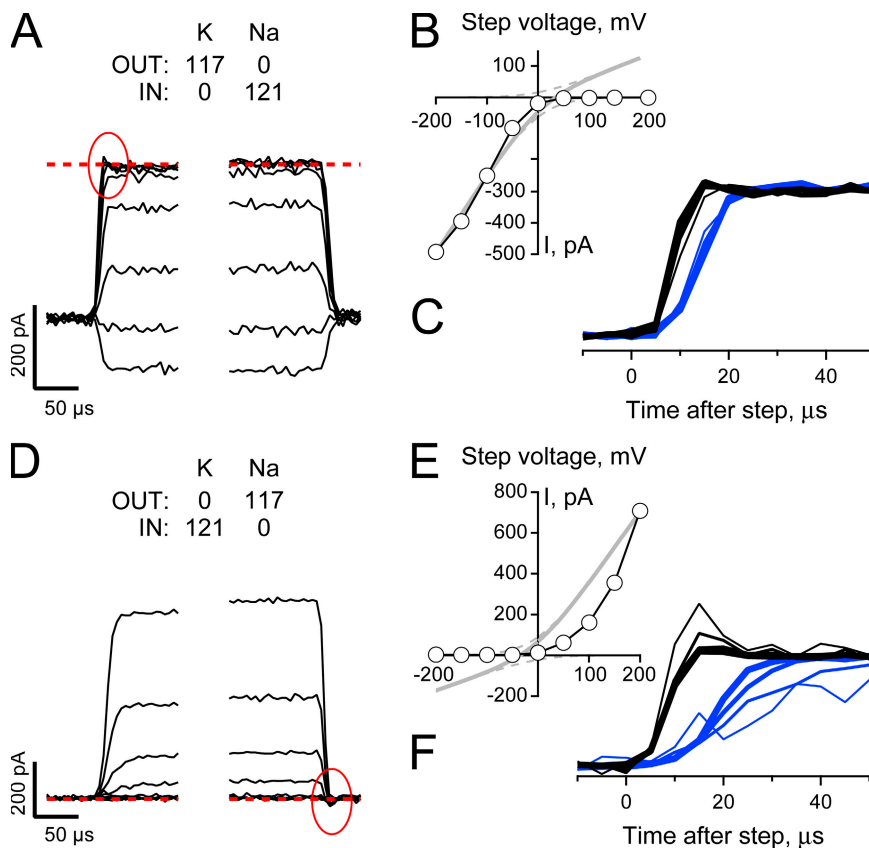 A
K Na
OUT: 117 0
IN: 0 121
200 pA
50 µs
B
Step voltage, mV
100
-200 -100 100 200
-300
-400
-500
I, pA
C
0 20 40
Time after step, µs
D
K Na
OUT: 0 117
IN: 121 0
200 pA
50 µs
E
Step voltage, mV
800
I, pA
600
400
200
-200 100 200
-200
F
0 20 40
Time after step, µs